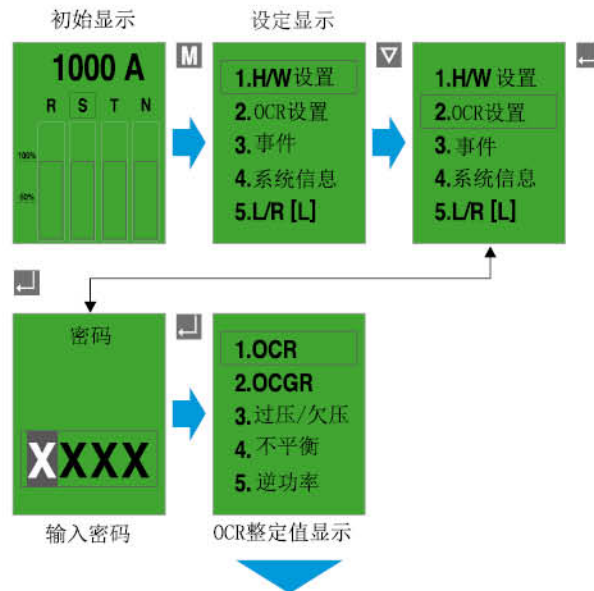 初始显示
设定显示
1000 A
R S T N
100%
50%
M
1.H/W设置
2.OCR设置
3.事件
4.系统信息
5.L/R [L]
1.H/W 设置
2.OCR设置
3.事件
4.系统信息
5.L/R [L]
密码
XXXX
输入密码
1.OCR
2.OCGR
3.过压/欠压
4.不平衡
5.逆功率
OCR整定值显示